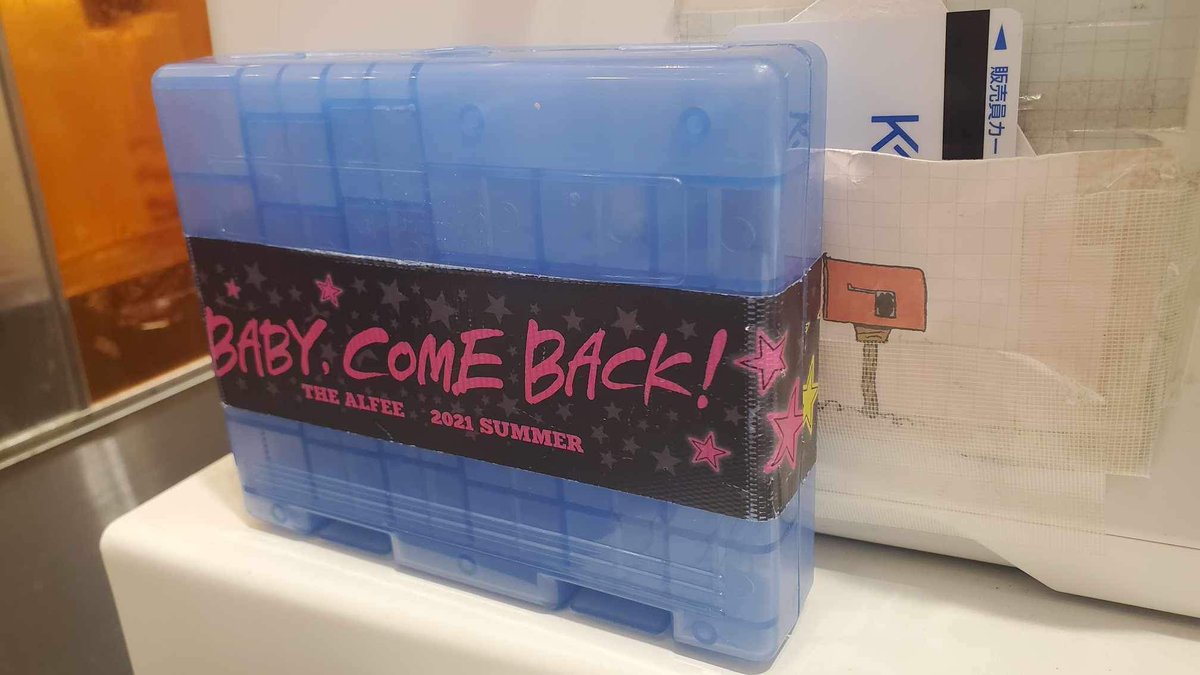 BABY, COME BACK!
THE ALFEE 2021 SUMMER
販売員カー
K